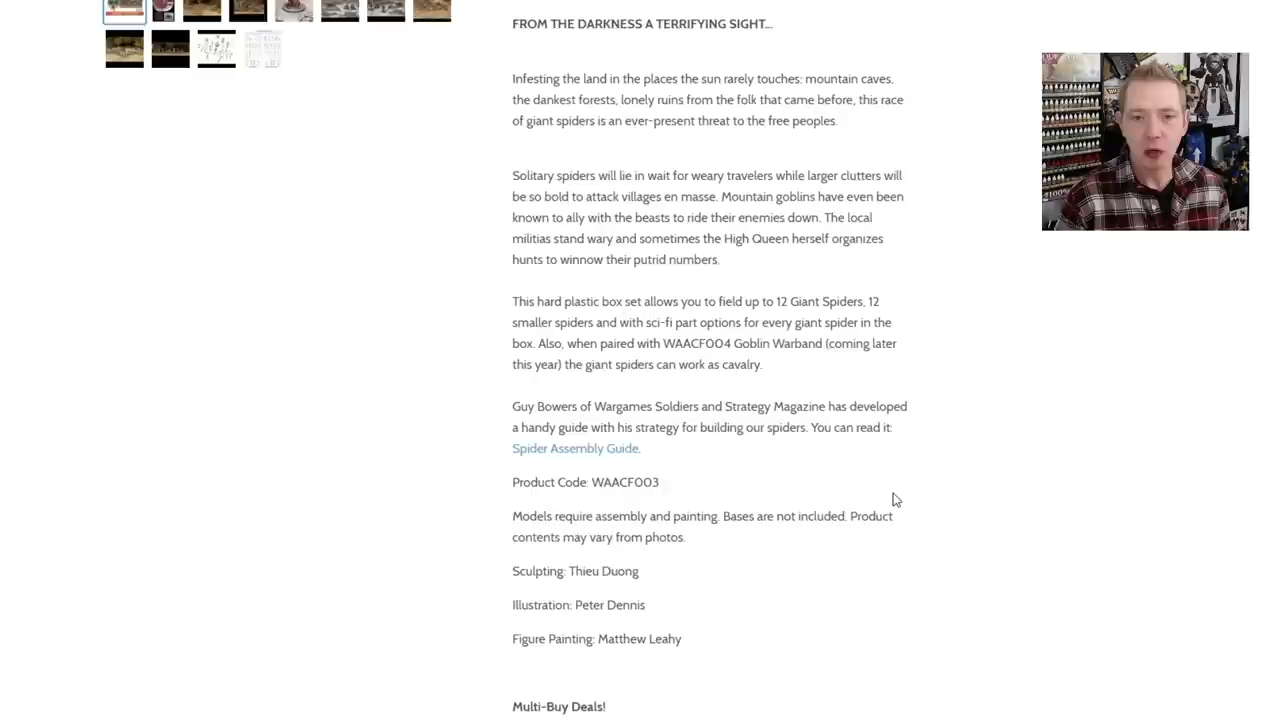 FROM THE DARKNESS A TERRIFYING SIGHT...
Infesting the land in the places the sun rarely touches: mountain caves,
the dankest forests, lonely ruins from the folk that came before, this race
of giant spiders is an ever-present threat to the free peoples.
Solitary spiders will lie in wait for weary travelers while larger clutters will
be so bold to attack villages en masse. Mountain goblins have even been
known to ally with the beasts to ride their enemies down. The local
militias stand wary and sometimes the High Queen herself organizes
hunts to winnow their putrid numbers.
This hard plastic box set allows you to field up to 12 Giant Spiders, 12
smaller spiders and with sci-fi part options for every giant spider in the
box. Also, when paired with WAACF004 Goblin Warband (coming later
this year) the giant spiders can work as cavalry.
Guy Bowers of Wargames Soldiers and Strategy Magazine has developed
a handy guide with his strategy for building our spiders. You can read it:
Spider Assembly Guide.
Product Code: WAACF003
Models require assembly and painting. Bases are not included. Product
contents may vary from photos.
Sculpting: Thieu Duong
Illustration: Peter Dennis
Figure Painting: Matthew Leahy
Multi-Buy Deals!